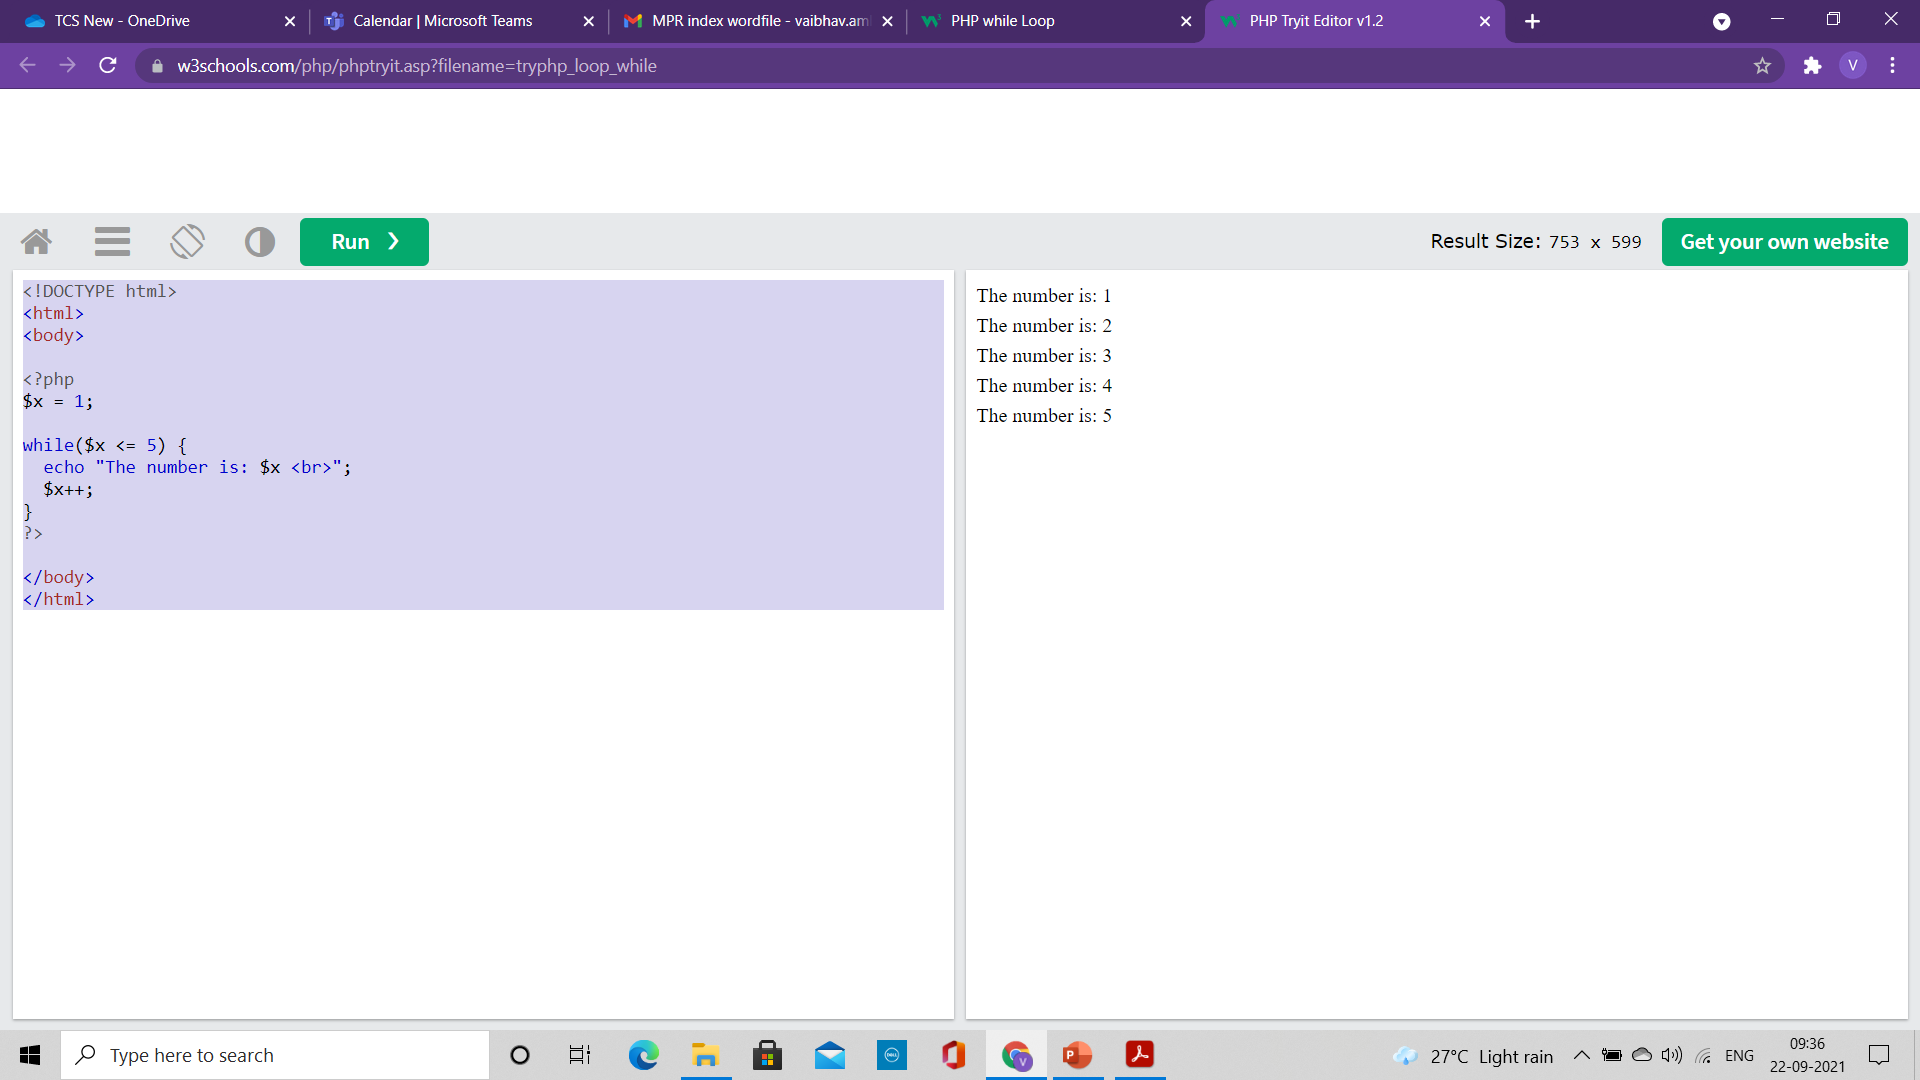 TCS New - OneDrive
Calendar | Microsoft Teams
MPR index wordfile - vaibhav.am
PHP while Loop
PHP Tryit Editor v1.2
w3schools.com/php/phptryit.asp?filename=tryphp_loop_while
V
Run ❯
Result Size: 753 x 599
Get your own website
<!DOCTYPE html>
<html>
<body>
<?php
$x = 1;
while($x <= 5) {
  echo "The number is: $x <br>";
  $x++;
}
?>
</body>
</html>
The number is: 1
The number is: 2
The number is: 3
The number is: 4
The number is: 5
Type here to search
DELL
V
P
27°C Light rain
ENG
09:36
22-09-2021